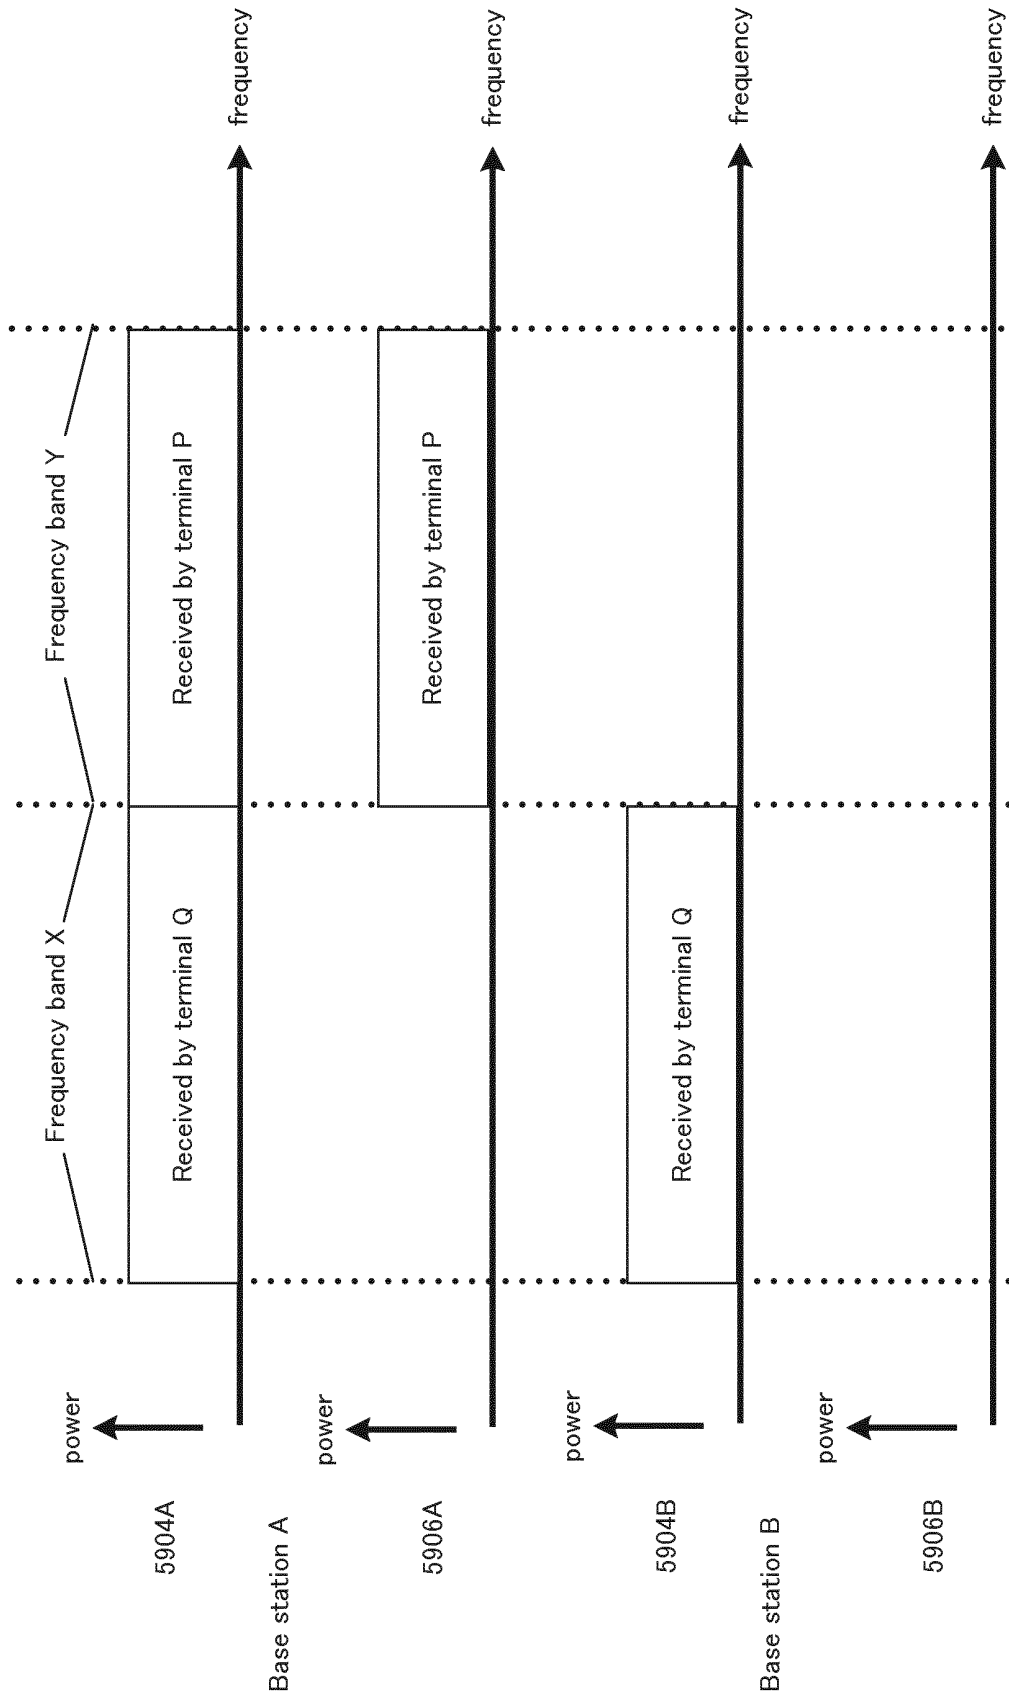 Frequency band X
Frequency band Y
power
5904A
Received by terminal Q
Received by terminal P
frequency
Base station A
power
5906A
Received by terminal P
frequency
power
5904B
Received by terminal Q
frequency
Base station B
power
5906B
frequency